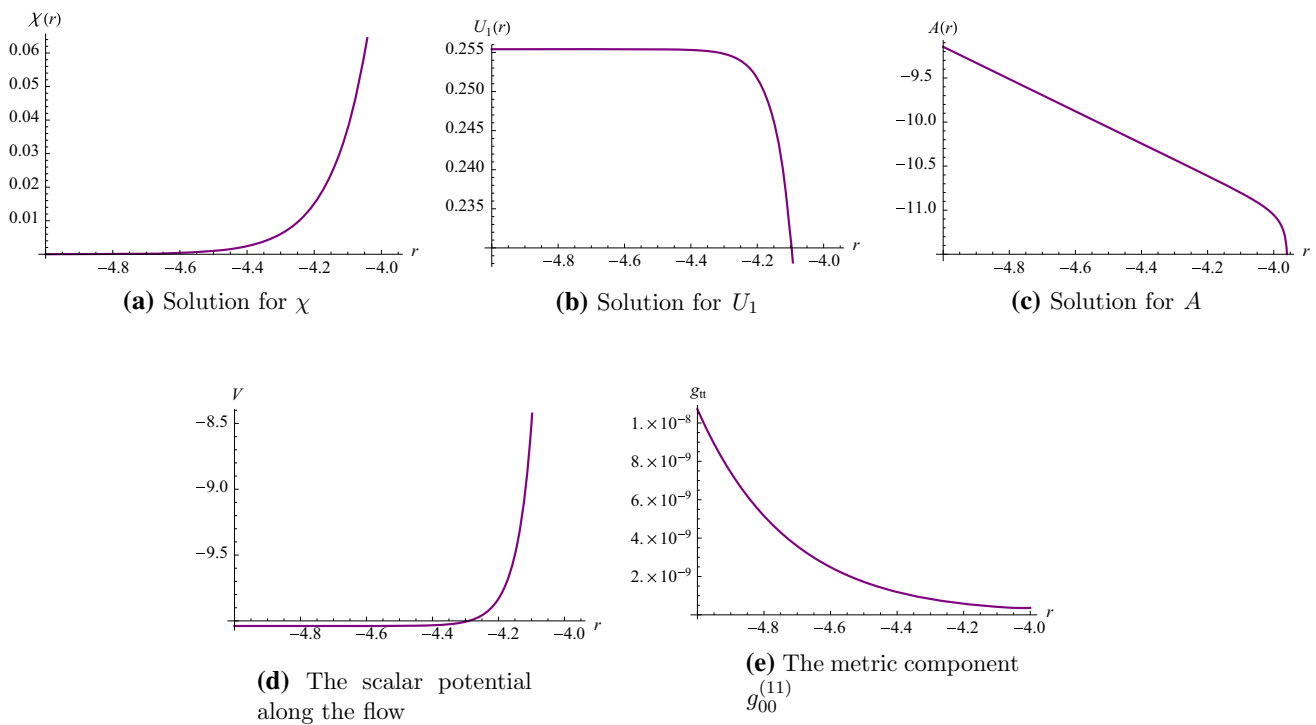 χ(r)
0.06
0.05
0.04
0.03
0.02
0.01
−4.8 −4.6 −4.4 −4.2 −4.0 r
(a) Solution for χ
U1(r)
0.255
0.250
0.245
0.240
0.235
−4.8 −4.6 −4.4 −4.2 −4.0 r
(b) Solution for U1
A(r)
−9.5
−10.0
−10.5
−11.0
−4.8 −4.6 −4.4 −4.2 −4.0 r
(c) Solution for A
V
−8.5
−9.0
−9.5
−4.8 −4.6 −4.4 −4.2 −4.0 r
(d) The scalar potential
along the flow
gtt
1. × 10^−8
8. × 10^−9
6. × 10^−9
4. × 10^−9
2. × 10^−9
−4.8 −4.6 −4.4 −4.2 −4.0 r
(e) The metric component
g00^(11)